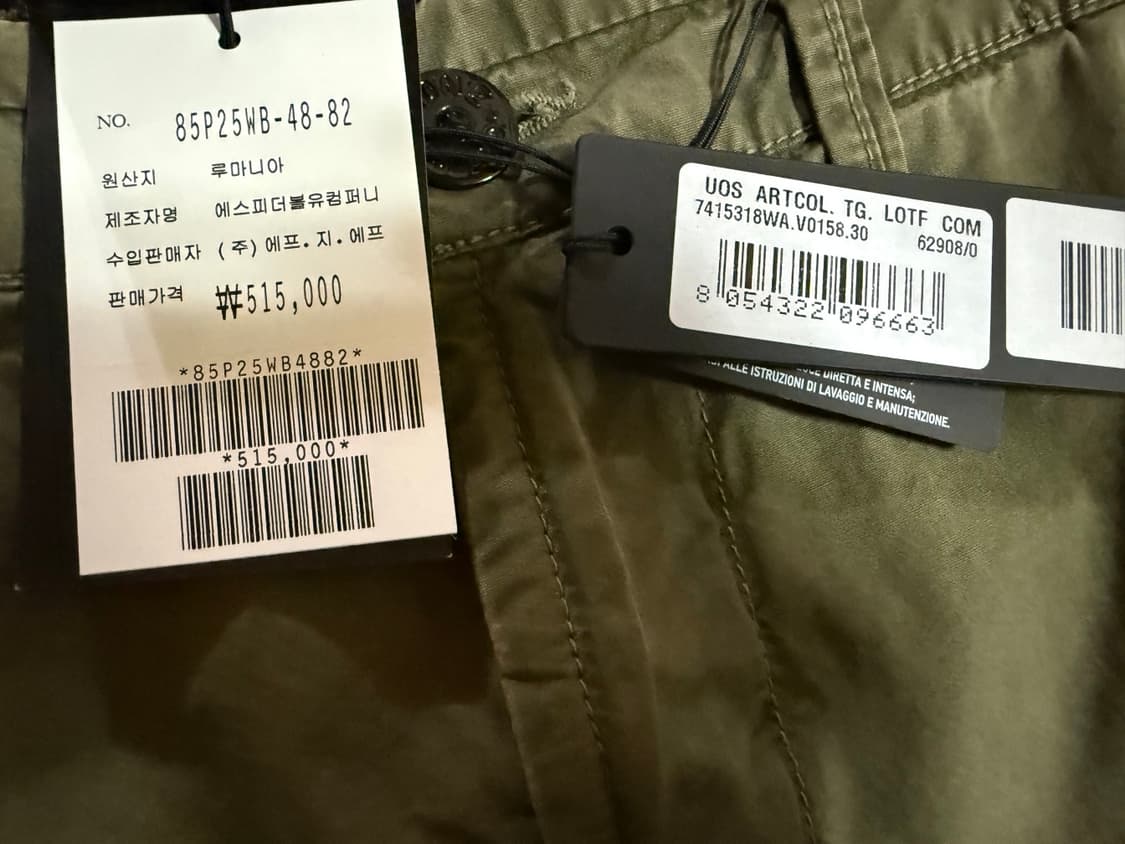 NO. 85P25WB-48-82
원산지 루마니아
제조자명 에스피더블유컴퍼니
수입판매자 (주)에프.지.에프
판매가격 ₩515,000
*85P25WB4882*
*515,000*
UOS ARTCOL. TG. LOTF COM
7415318WA.V0158.30 62908/0
8 054322 096663
DIRETTA E INTENSA;
ALLE ISTRUZIONI DI LAVAGGIO E MANUTENZIONE.